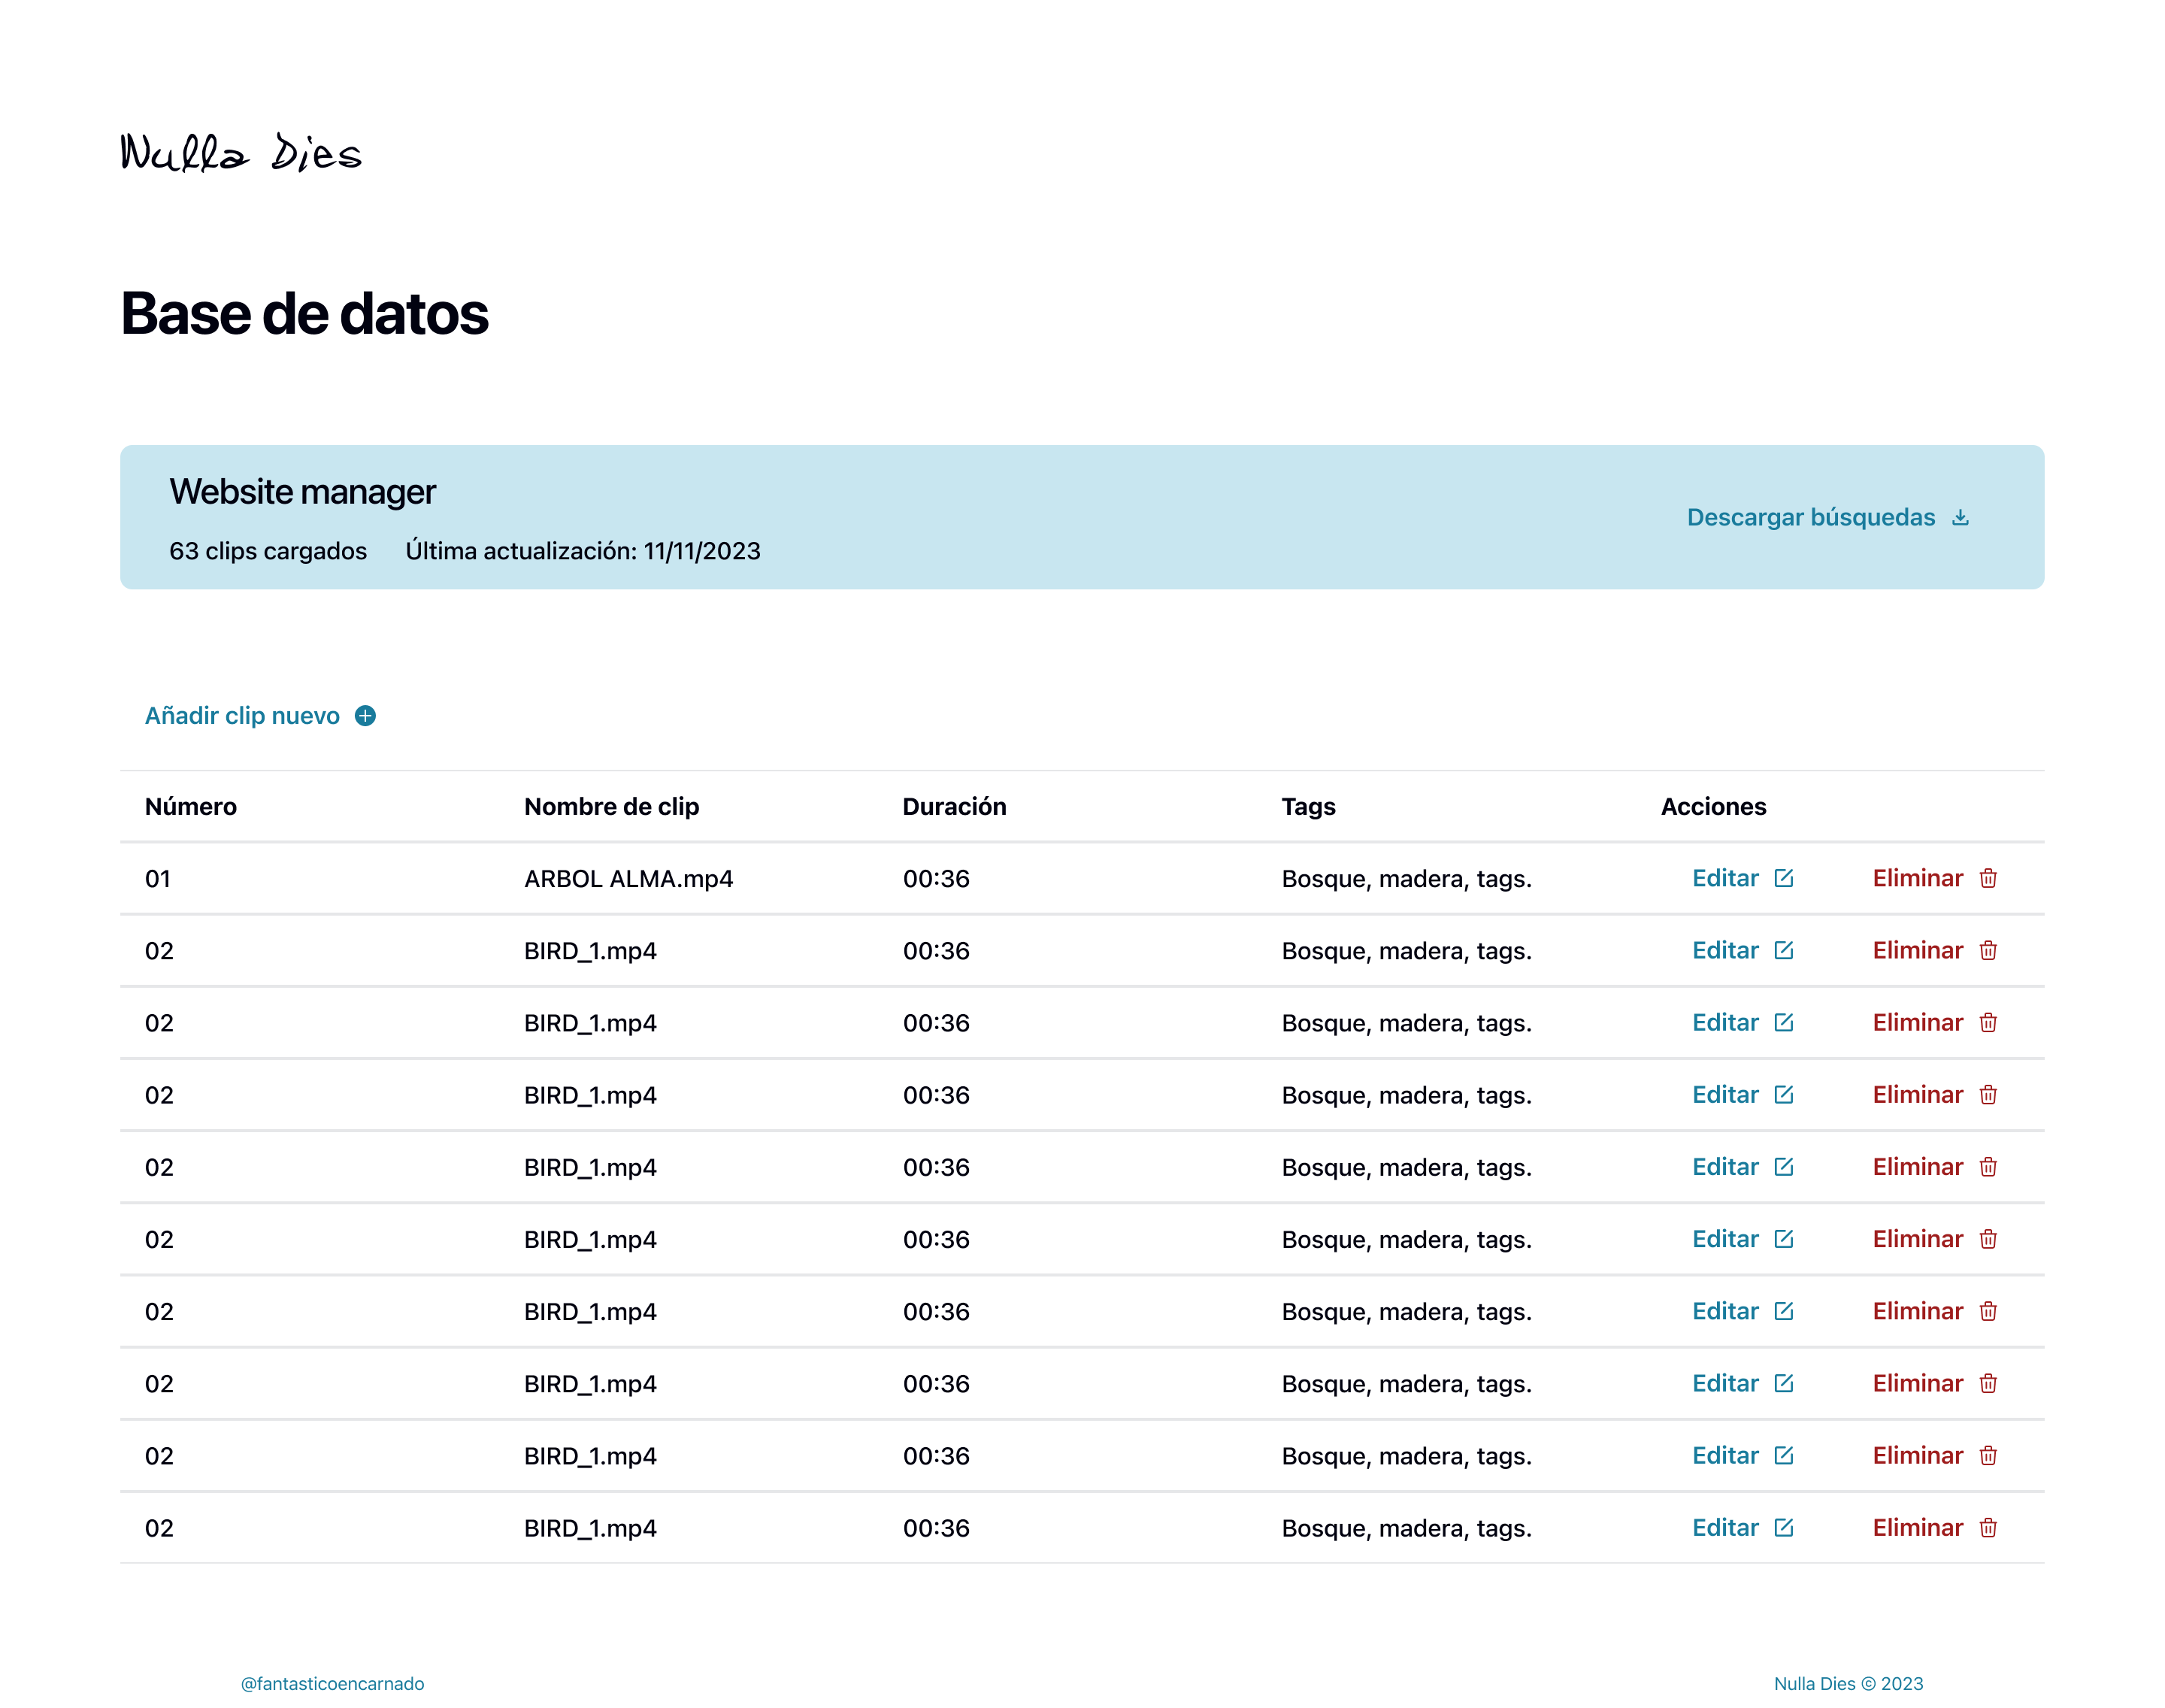 Nulla Dies
Base de datos
Website manager
63 clips cargados Última actualización: 11/11/2023
Descargar búsquedas
Añadir clip nuevo
Número Nombre de clip Duración Tags Acciones
01 ARBOL ALMA.mp4 00:36 Bosque, madera, tags. Editar Eliminar
02 BIRD_1.mp4 00:36 Bosque, madera, tags. Editar Eliminar
02 BIRD_1.mp4 00:36 Bosque, madera, tags. Editar Eliminar
02 BIRD_1.mp4 00:36 Bosque, madera, tags. Editar Eliminar
02 BIRD_1.mp4 00:36 Bosque, madera, tags. Editar Eliminar
02 BIRD_1.mp4 00:36 Bosque, madera, tags. Editar Eliminar
02 BIRD_1.mp4 00:36 Bosque, madera, tags. Editar Eliminar
02 BIRD_1.mp4 00:36 Bosque, madera, tags. Editar Eliminar
02 BIRD_1.mp4 00:36 Bosque, madera, tags. Editar Eliminar
02 BIRD_1.mp4 00:36 Bosque, madera, tags. Editar Eliminar
@fantasticoencarnado Nulla Dies © 2023